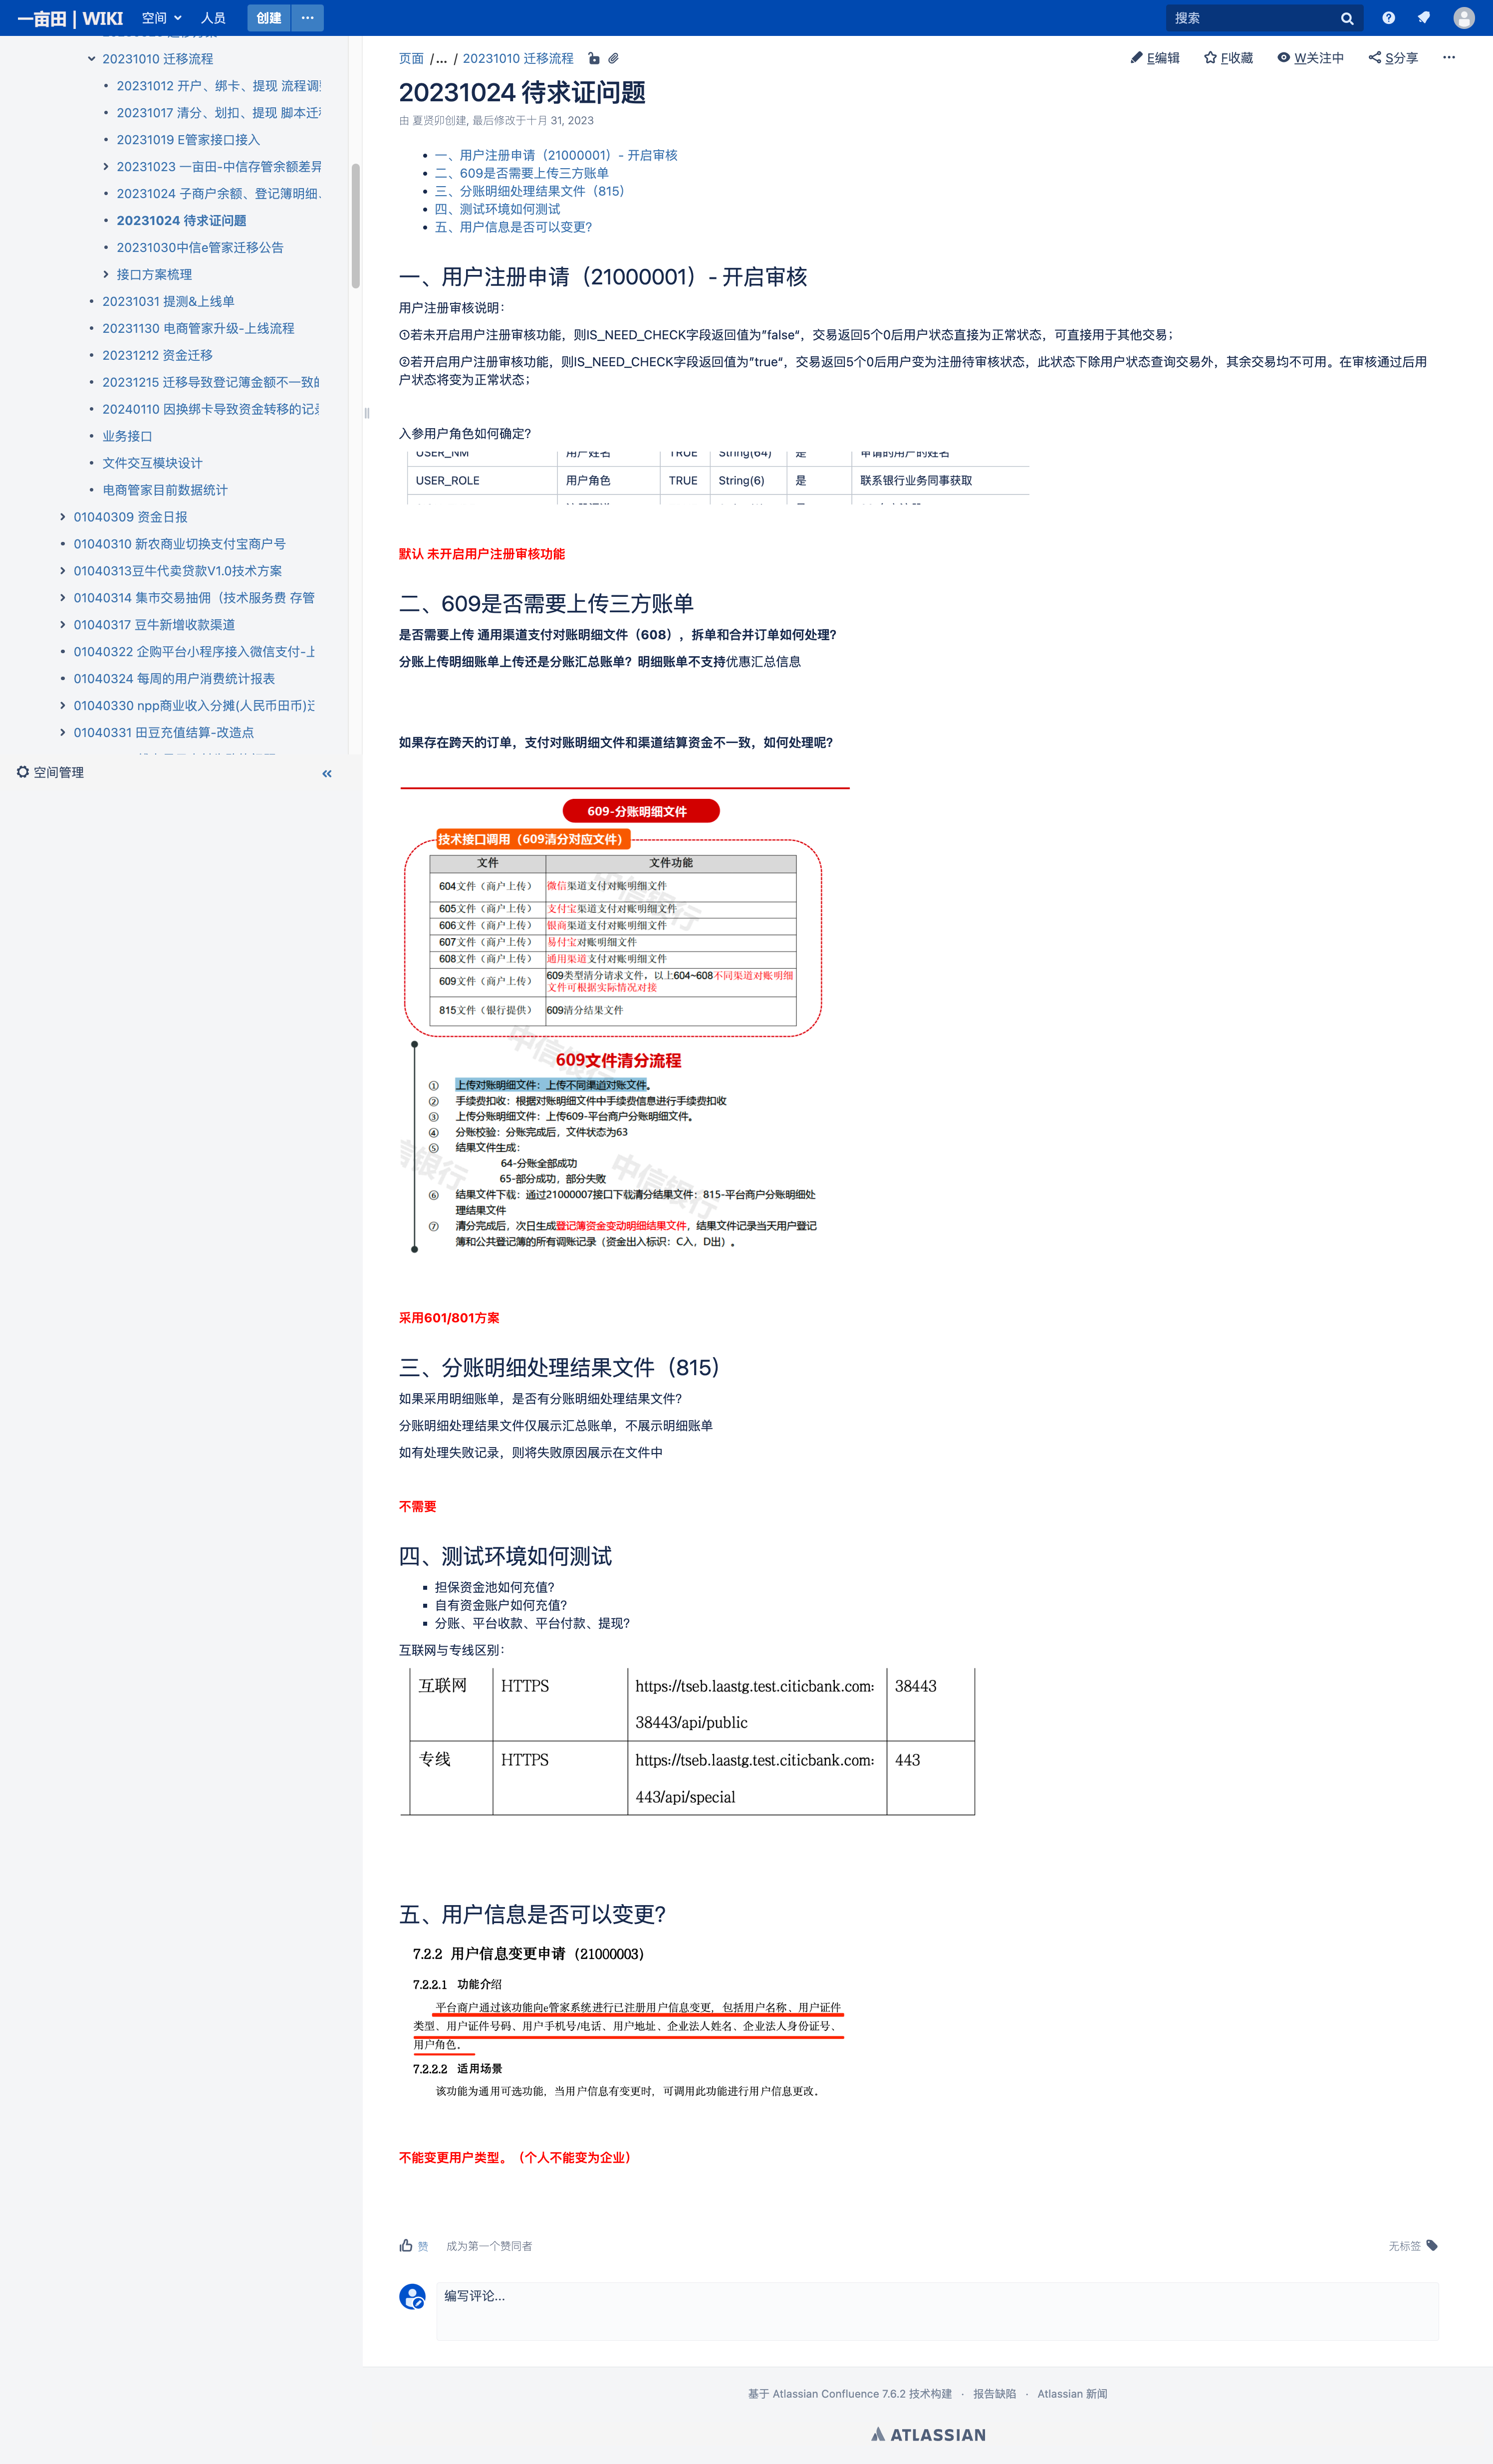 一亩田 | WIKI 空间 人员 创建 ··· 搜索
20231010 迁移流程
20231012 开户、绑卡、提现 流程调
20231017 清分、划扣、提现 脚本迁
20231019 E管家接口接入
20231023 一亩田-中信存管余额差异
20231024 子商户余额、登记簿明细、
20231024 待求证问题
20231030中信e管家迁移公告
接口方案梳理
20231031 提测&上线单
20231130 电商管家升级-上线流程
20231212 资金迁移
20231215 迁移导致登记簿金额不一致的
20240110 因换绑卡导致资金转移的记录
业务接口
文件交互模块设计
电商管家目前数据统计
01040309 资金日报
01040310 新农商业切换支付宝商户号
01040313豆牛代卖贷款V1.0技术方案
01040314 集市交易抽佣（技术服务费 存管
01040317 豆牛新增收款渠道
01040322 企购平台小程序接入微信支付-上
01040324 每周的用户消费统计报表
01040330 npp商业收入分摊(人民币田币)
01040331 田豆充值结算-改造点
空间管理
页面 /... / 20231010 迁移流程
E编辑 F收藏 W关注中 S分享 ···
20231024 待求证问题
由 夏贤卯创建, 最后修改于十月 31, 2023
一、用户注册申请（21000001）- 开启审核
二、609是否需要上传三方账单
三、分账明细处理结果文件（815）
四、测试环境如何测试
五、用户信息是否可以变更?
一、用户注册申请（21000001）- 开启审核
用户注册审核说明：
①若未开启用户注册审核功能，则IS_NEED_CHECK字段返回值为”false“，交易返回5个0后用户状态直接为正常状态，可直接用于其他交易；
②若开启用户注册审核功能，则IS_NEED_CHECK字段返回值为”true“，交易返回5个0后用户变为注册待审核状态，此状态下除用户状态查询交易外，其余交易均不可用。在审核通过后用
户状态将变为正常状态；
入参用户角色如何确定?
USER_NM 用户姓名 TRUE String(64) 是 申请的用户的姓名
USER_ROLE 用户角色 TRUE String(6) 是 联系银行业务同事获取
默认 未开启用户注册审核功能
二、609是否需要上传三方账单
是否需要上传 通用渠道支付对账明细文件（608），拆单和合并订单如何处理?
分账上传明细账单上传还是分账汇总账单？明细账单不支持优惠汇总信息
如果存在跨天的订单，支付对账明细文件和渠道结算资金不一致，如何处理呢?
609-分账明细文件
技术接口调用（609清分对应文件）
文件 文件功能
604文件（商户上传） 微信渠道支付对账明细文件
605文件（商户上传） 支付宝渠道支付对账明细文件
606文件（商户上传） 银商渠道支付对账明细文件
607文件（商户上传） 易付宝对账明细文件
608文件（商户上传） 通用渠道支付对账明细文件
609文件（商户上传） 609类型清分请求文件，以上604~608不同渠道对账明细
文件可根据实际情况对接
815文件（银行提供） 609清分结果文件
中信银行
609文件清分流程
中信银行
① 上传对账明细文件：上传不同渠道对账文件。
② 手续费扣收：根据对账明细文件中手续费信息进行手续费扣收
③ 上传分账明细文件：上传609-平台商户分账明细文件。
④ 分账校验：分账完成后，文件状态为63
⑤ 结果文件生成：
64-分账全部成功
65-部分成功，部分失败
⑥ 结果文件下载：通过21000007接口下载清分结果文件：815-平台商户分账明细处
理结果文件
⑦ 清分完成后，次日生成登记簿资金变动明细结果文件，结果文件记录当天用户登记
簿和公共登记簿的所有调账记录（资金出入标识：C入，D出）。
信银行
中信银行
采用601/801方案
三、分账明细处理结果文件（815）
如果采用明细账单，是否有分账明细处理结果文件?
分账明细处理结果文件仅展示汇总账单，不展示明细账单
如有处理失败记录，则将失败原因展示在文件中
不需要
四、测试环境如何测试
担保资金池如何充值?
自有资金账户如何充值?
分账、平台收款、平台付款、提现?
互联网与专线区别：
互联网 HTTPS https://tseb.laastg.test.citicbank.com: 38443
38443/api/public
专线 HTTPS https://tseb.laastg.test.citicbank.com: 443
443/api/special
五、用户信息是否可以变更?
7.2.2 用户信息变更申请（21000003）
7.2.2.1 功能介绍
平台商户通过该功能向e管家系统进行已注册用户信息变更，包括用户名称、用户证件
类型、用户证件号码、用户手机号/电话、用户地址、企业法人姓名、企业法人身份证号、
用户角色。
7.2.2.2 适用场景
该功能为通用可选功能，当用户信息有变更时，可调用此功能进行用户信息更改。
不能变更用户类型。（个人不能变为企业）
赞 成为第一个赞同者 无标签
编写评论...
基于 Atlassian Confluence 7.6.2 技术构建 · 报告缺陷 · Atlassian 新闻
ATLASSIAN